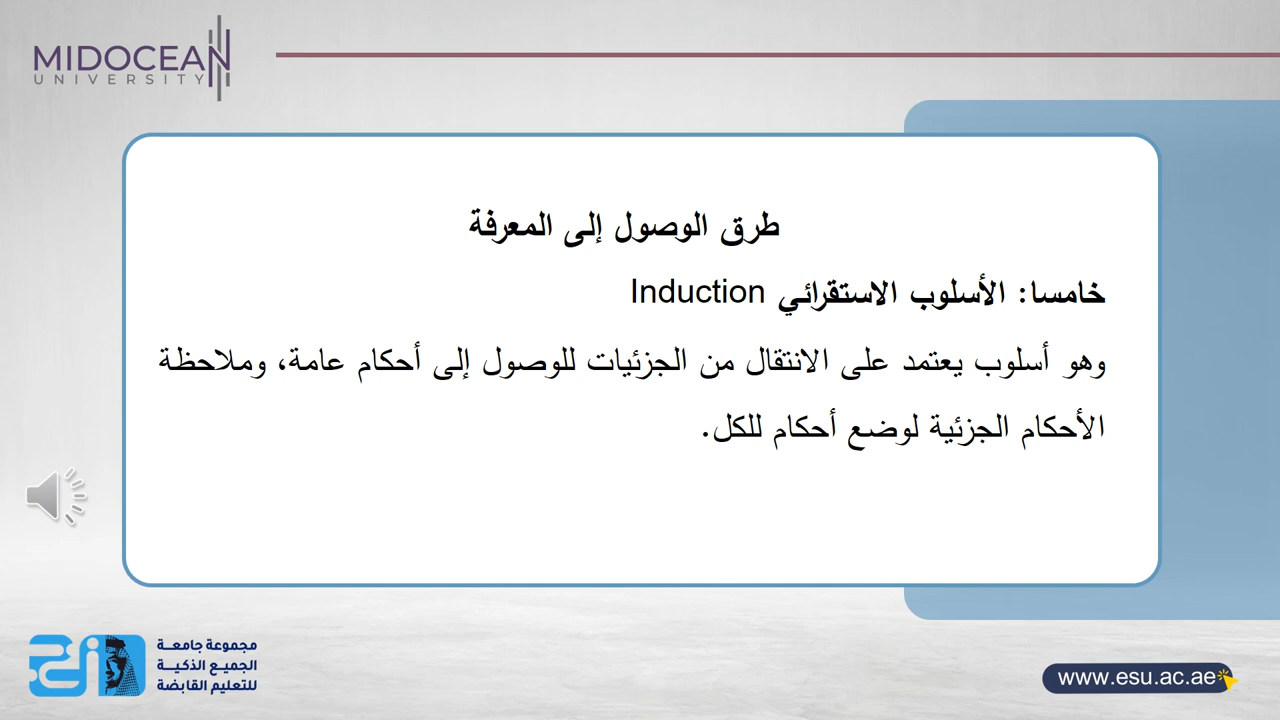 MIDOCEAN
UNIVERSITY
طرق الوصول إلى المعرفة
خامسا: الأسلوب الاستقرائي Induction
وهو أسلوب يعتمد على الانتقال من الجزئيات للوصول إلى أحكام عامة، وملاحظة
الأحكام الجزئية لوضع أحكام للكل.
مجموعة جامعة
الجميع الذكية
للتعليم القابضة
www.esu.ac.ae